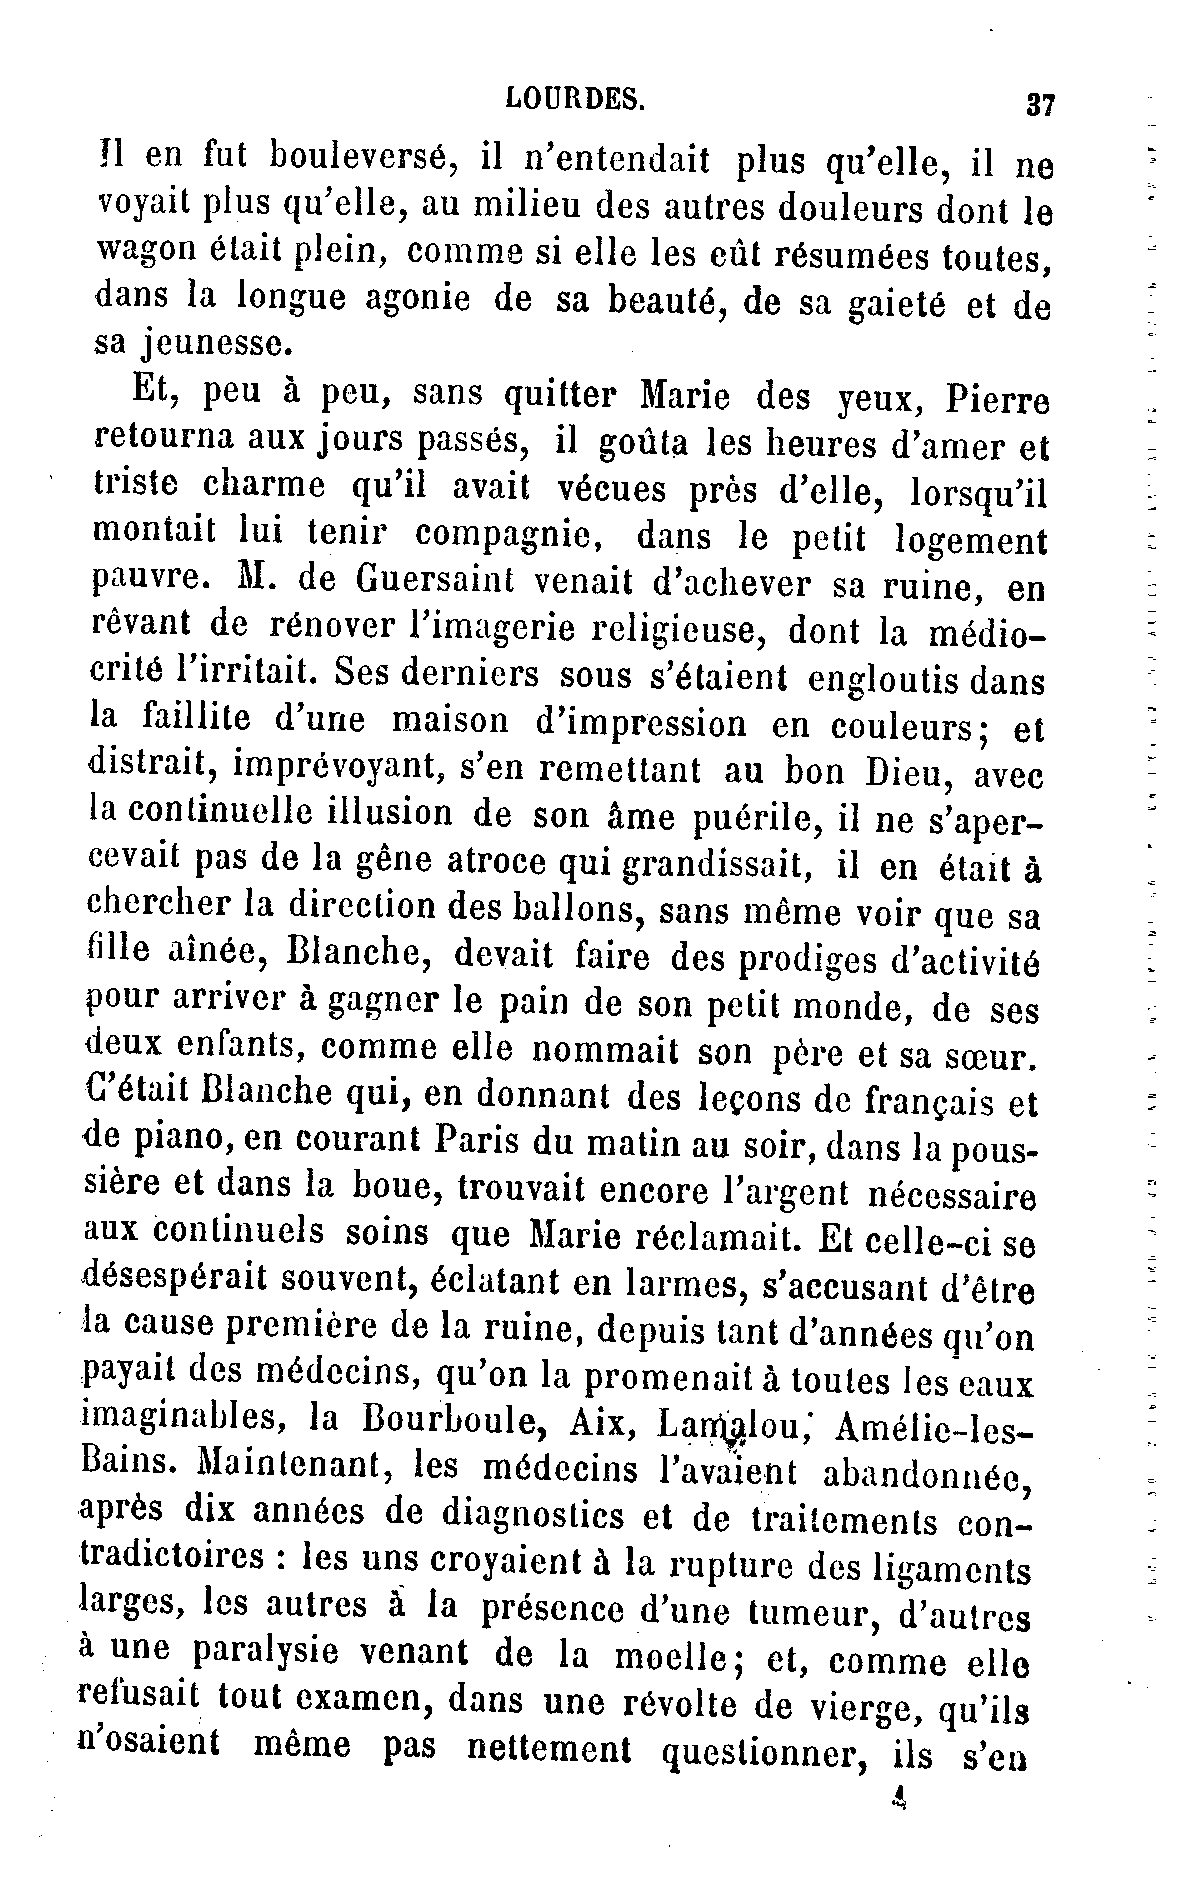 LOURDES. 37
Il en fut bouleversé, il n'entendait plus qu'elle, il ne
voyait plus qu'elle, au milieu des autres douleurs dont le
wagon était plein, comme si elle les eût résumées toutes,
dans la longue agonie de sa beauté, de sa gaieté et de
sa jeunesse.
Et, peu à peu, sans quitter Marie des yeux, Pierre
retourna aux jours passés, il goûta les heures d'amer et
triste charme qu'il avait vécues près d'elle, lorsqu'il
montait lui tenir compagnie, dans le petit logement
pauvre. M. de Guersaint venait d'achever sa ruine, en
rêvant de rénover l'imagerie religieuse, dont la médio-
crité l'irritait. Ses derniers sous s'étaient engloutis dans
la faillite d'une maison d'impression en couleurs; et
distrait, imprévoyant, s'en remettant au bon Dieu, avec
la continuelle illusion de son âme puérile, il ne s'aper-
cevait pas de la gêne atroce qui grandissait, il en était à
chercher la direction des ballons, sans même voir que sa
fille aînée, Blanche, devait faire des prodiges d'activité
pour arriver à gagner le pain de son petit monde, de ses
deux enfants, comme elle nommait son père et sa sœur.
C'était Blanche qui, en donnant des leçons de français et
de piano, en courant Paris du matin au soir, dans la pous-
sière et dans la boue, trouvait encore l'argent nécessaire
aux continuels soins que Marie réclamait. Et celle-ci se
désespérait souvent, éclatant en larmes, s'accusant d'être
la cause première de la ruine, depuis tant d'années qu'on
payait des médecins, qu'on la promenait à toutes les eaux
imaginables, la Bourboule, Aix, Lamalou, Amélie-les-
Bains. Maintenant, les médecins l'avaient abandonnée,
après dix années de diagnostics et de traitements con-
tradictoires : les uns croyaient à la rupture des ligaments
larges, les autres à la présence d'une tumeur, d'autres
à une paralysie venant de la moelle; et, comme elle
refusait tout examen, dans une révolte de vierge, qu'ils
n'osaient même pas nettement questionner, ils s'en
4